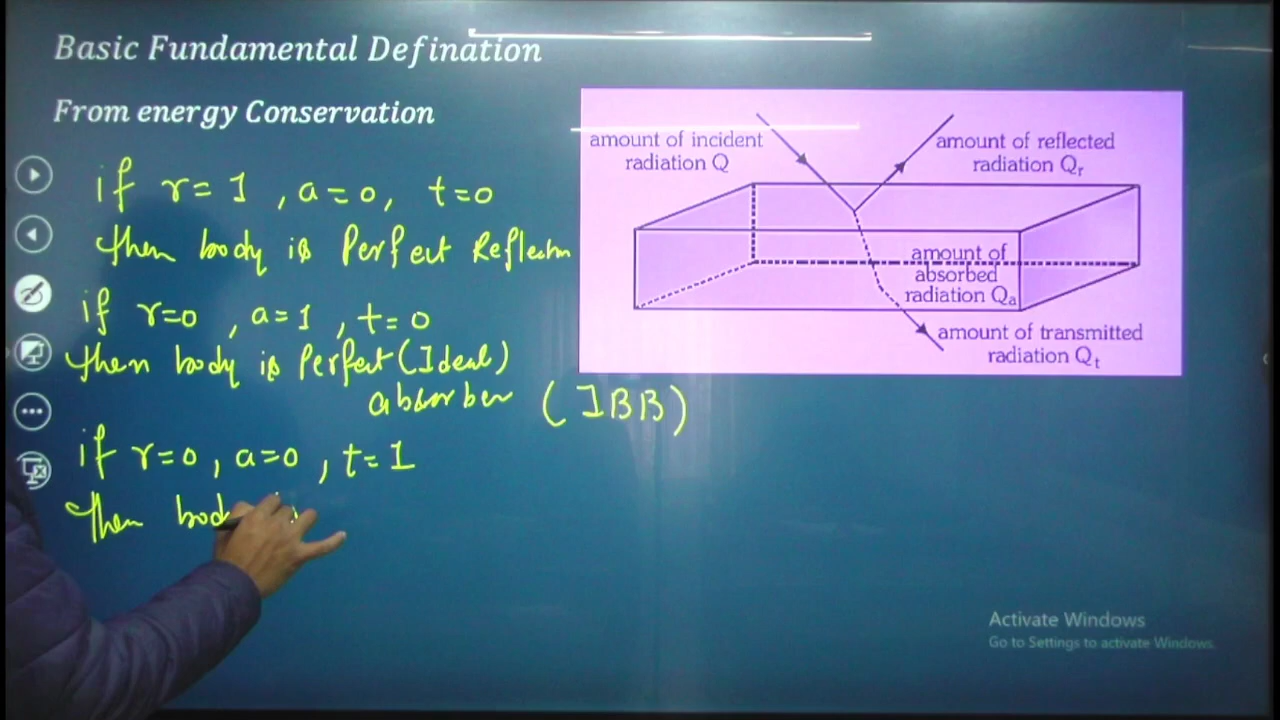 Basic Fundamental Defination
From energy Conservation
if r=1 , a=0, t=0
then body is Perfect Reflector
if r=0 , a=1 , t=0
then body is Perfect (Ideal)
absorber (IBB)
if r=0 , a=0 , t=1
Then body
amount of incident
radiation Q
amount of reflected
radiation Qr
amount of
absorbed
radiation Qa
amount of transmitted
radiation Qt
Activate Windows
Go to Settings to activate Windows.